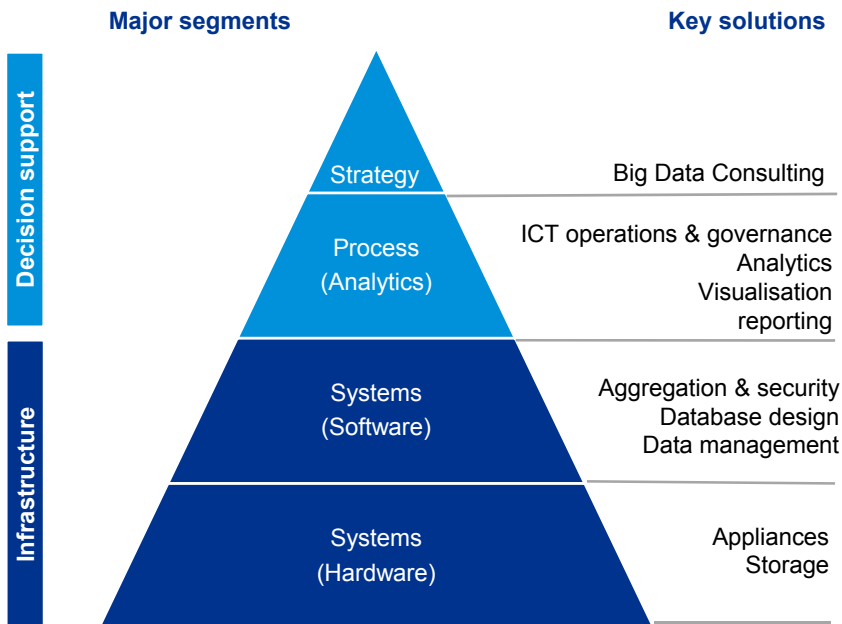 Major segments
Key solutions
Decision support
Strategy
Big Data Consulting
Process
(Analytics)
ICT operations & governance
Analytics
Visualisation
reporting
Infrastructure
Systems
(Software)
Aggregation & security
Database design
Data management
Systems
(Hardware)
Appliances
Storage